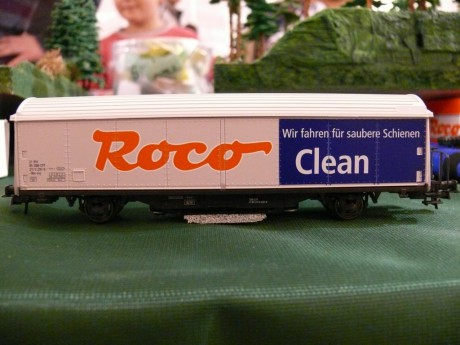 Roco
Wir fahren für saubere Schienen
Clean